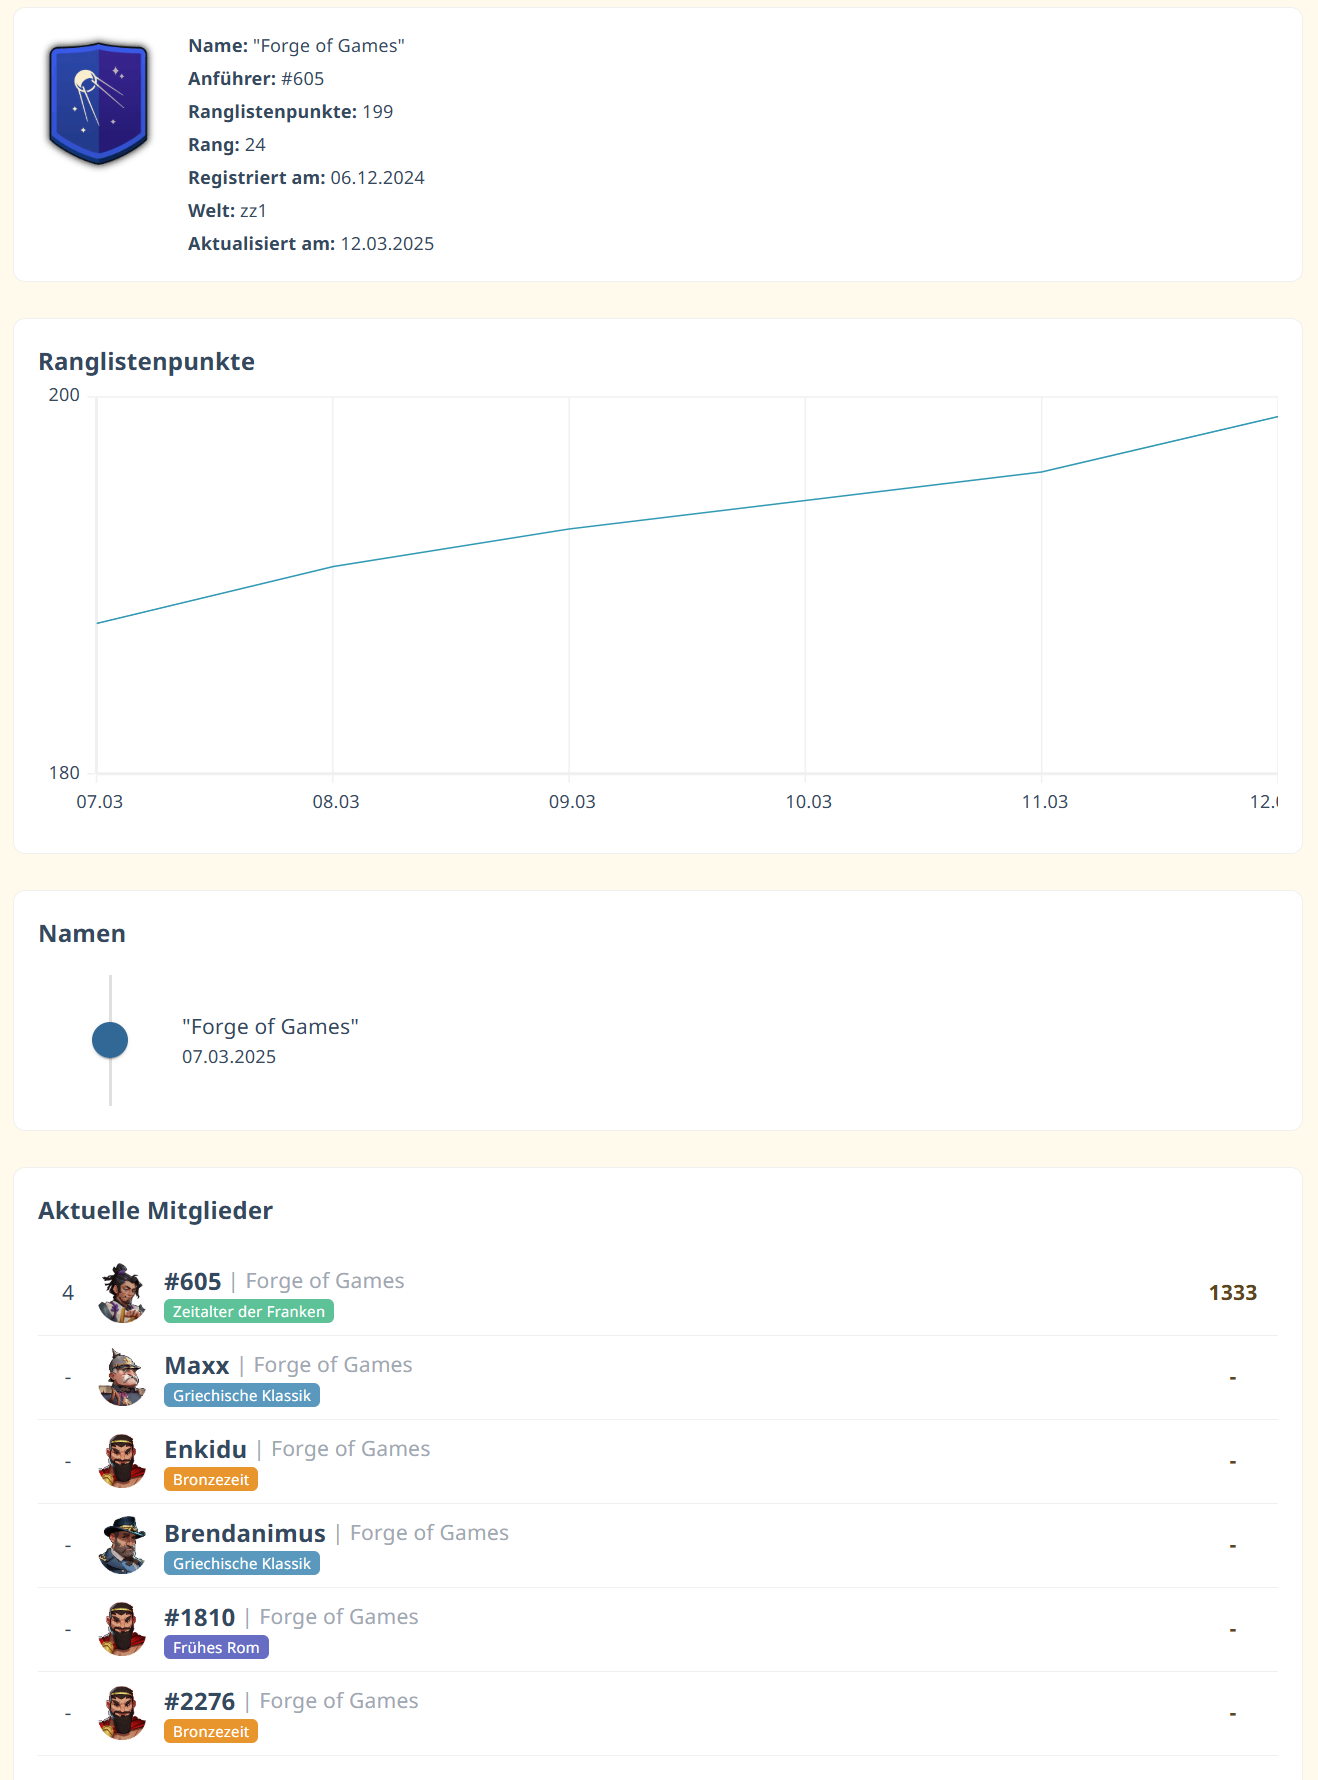 Name: "Forge of Games"
Anführer: #605
Ranglistenpunkte: 199
Rang: 24
Registriert am: 06.12.2024
Welt: zz1
Aktualisiert am: 12.03.2025
Ranglistenpunkte
200
180
07.03 08.03 09.03 10.03 11.03 12.
Namen
"Forge of Games"
07.03.2025
Aktuelle Mitglieder
4 #605 | Forge of Games 1333
Zeitalter der Franken
- Maxx | Forge of Games -
Griechische Klassik
- Enkidu | Forge of Games -
Bronzezeit
- Brendanimus | Forge of Games -
Griechische Klassik
- #1810 | Forge of Games -
Frühes Rom
- #2276 | Forge of Games -
Bronzezeit